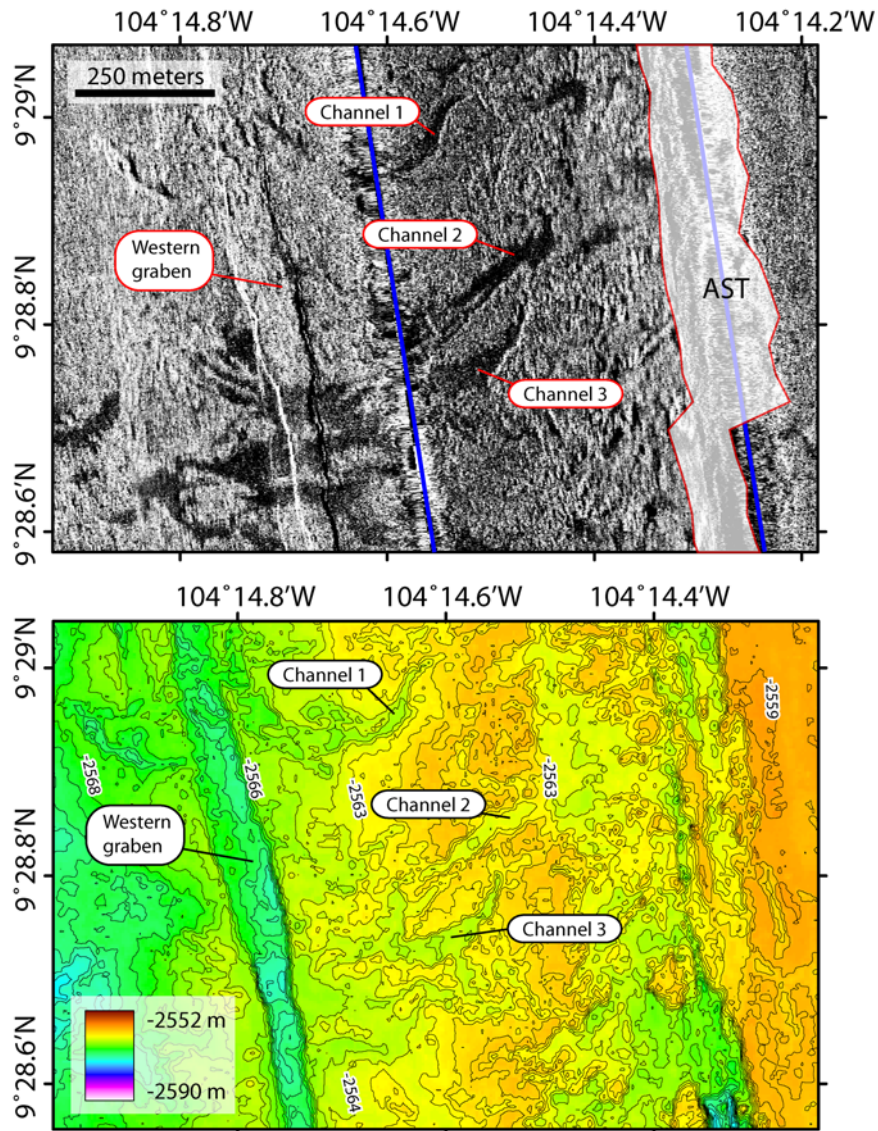 104°14.8'W 104°14.6'W 104°14.4'W 104°14.2'W
250 meters
9°29'N
Channel 1
Channel 2
Western
graben
9°28.8'N
AST
Channel 3
9°28.6'N
104°14.8'W 104°14.6'W 104°14.4'W
9°29'N
Channel 1
-2559
-2568
-2566
-2563
-2563
Channel 2
Western
graben
9°28.8'N
Channel 3
-2552 m
-2590 m
9°28.6'N
-2564